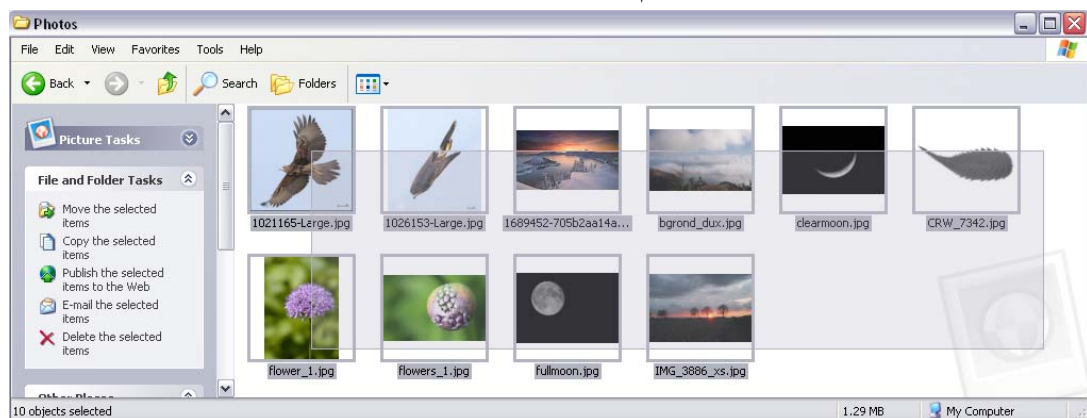 Photos
File Edit View Favorites Tools Help
Back Search Folders
Picture Tasks
File and Folder Tasks
Move the selected
items
Copy the selected
items
Publish the selected
items to the Web
E-mail the selected
items
Delete the selected
items
1021165-Large.jpg 1026153-Large.jpg 1689452-705b2aa14a... bgrond_dux.jpg clearmoon.jpg CRW_7342.jpg
flower_1.jpg flowers_1.jpg fullmoon.jpg IMG_3886_xs.jpg
Other Places
10 objects selected 1.29 MB My Computer